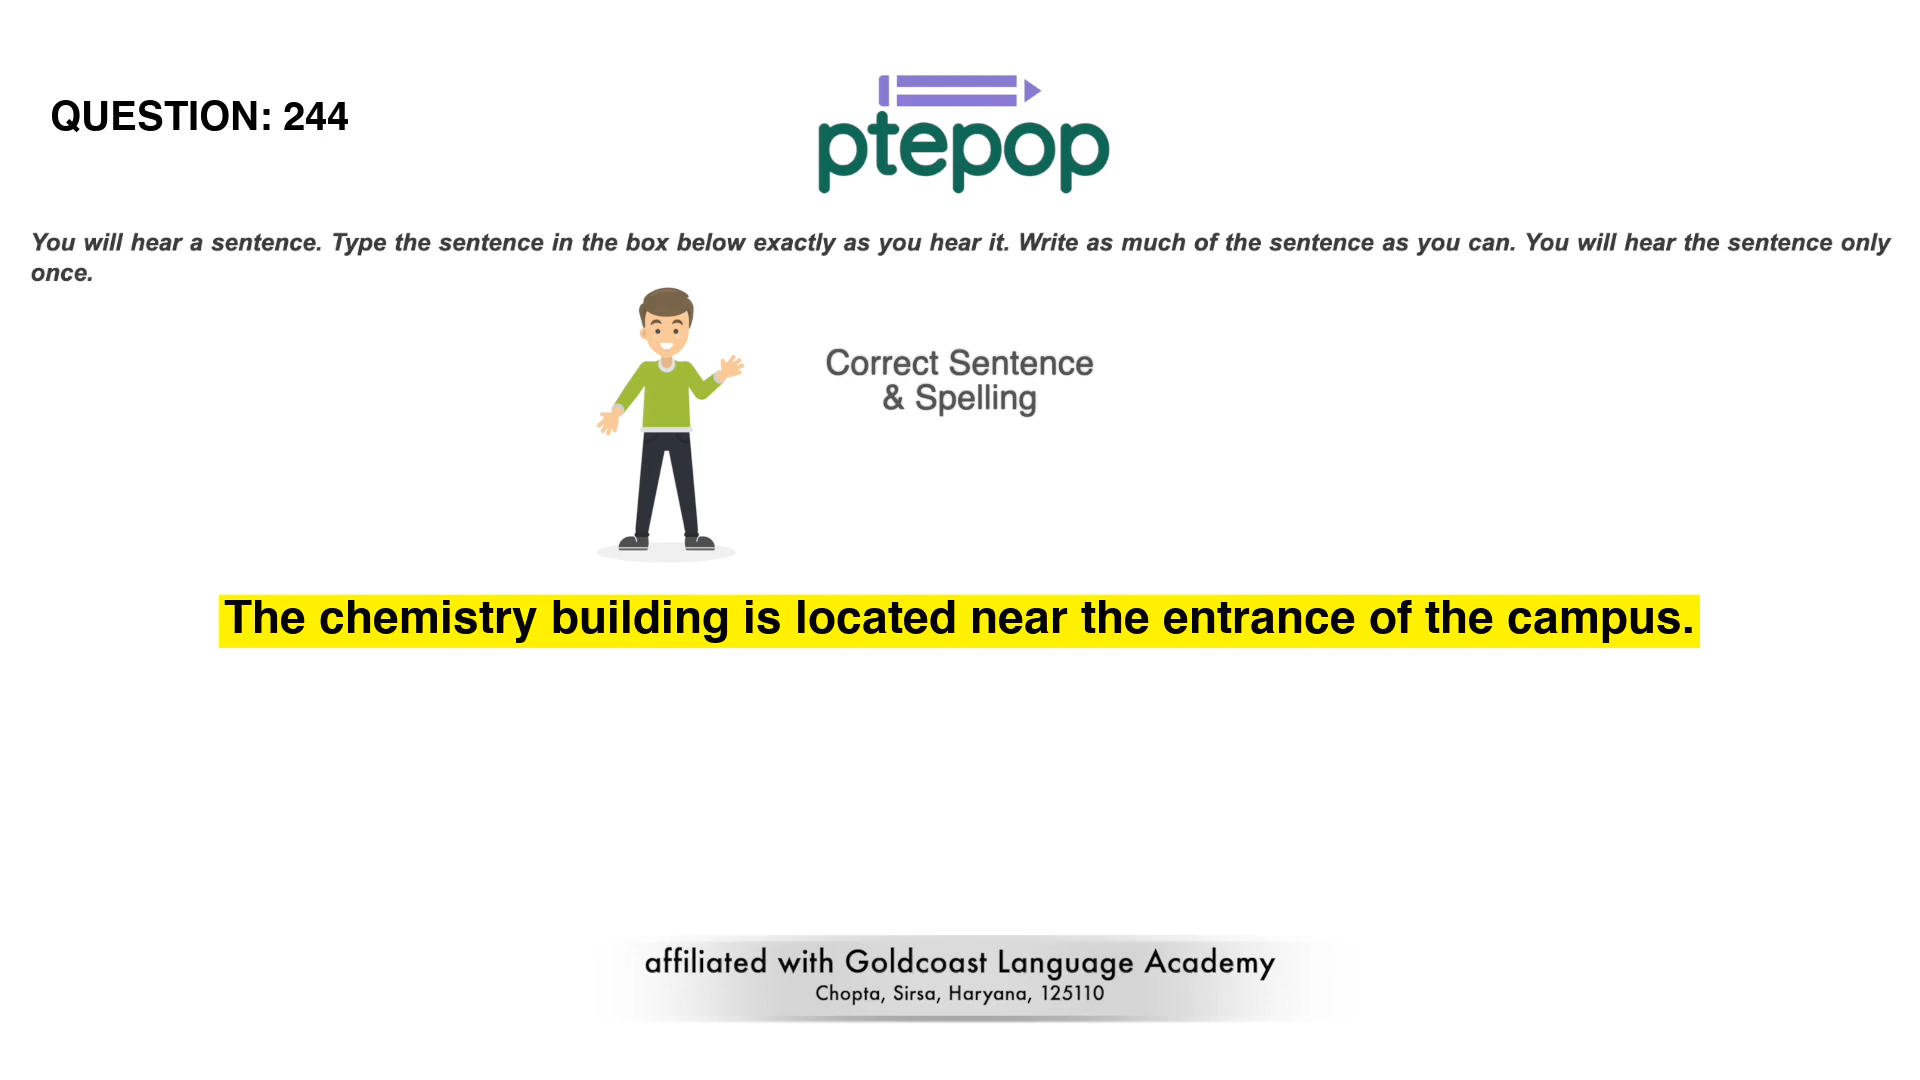 QUESTION: 244
ptepop
You will hear a sentence. Type the sentence in the box below exactly as you hear it. Write as much of the sentence as you can. You will hear the sentence only
once.
Correct Sentence
& Spelling
The chemistry building is located near the entrance of the campus.
affiliated with Goldcoast Language Academy
Chopta, Sirsa, Haryana, 125110